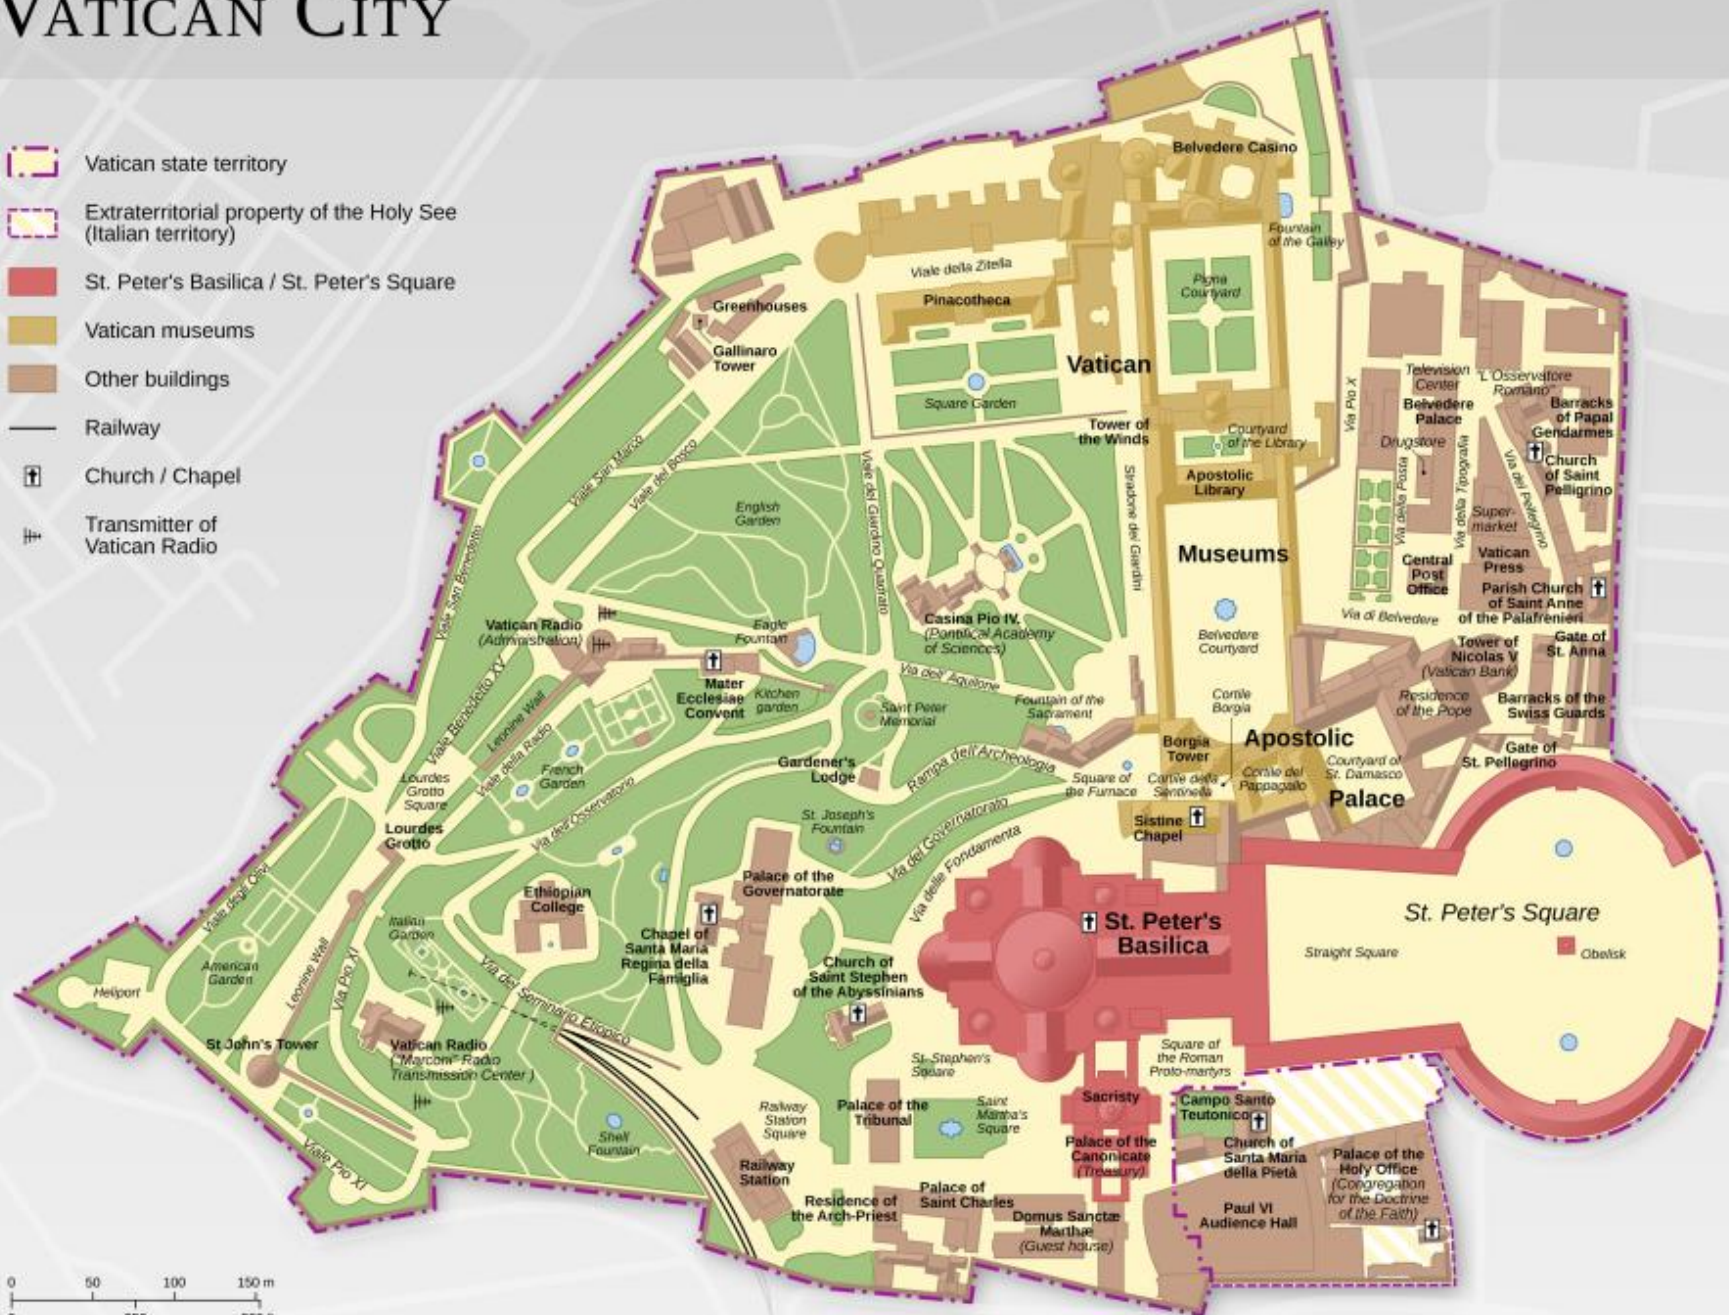 VATICAN CITY
Vatican state territory
Extraterritorial property of the Holy See
(Italian territory)
St. Peter's Basilica / St. Peter's Square
Vatican museums
Other buildings
Railway
Church / Chapel
Transmitter of
Vatican Radio
Belvedere Casino
Fountain
of the Galley
Viale della Zitella
Pinacotheca
Pigna
Courtyard
Greenhouses
Gallinaro
Tower
Vatican
Square Garden
Tower of
the Winds
Courtyard
of the Library
Apostolic
Library
Via Pio X
Television
Center
"L'Osservatore
Romano"
Belvedere
Palace
Barracks
of Papal
Gendarmes
Drugstore
Church
of Saint
Pelligrino
Via della Posta
Via della Tipografia
Via del Pellegrino
Super-
market
Viale San Marco
Viale del Bosco
Viale del Giardino Quadrato
Stradone dei Giardini
English
Garden
Museums
Vatican
Press
Central
Post
Office
Parish Church
of Saint Anne
of the Palafrenieri
Via di Belvedere
Viale San Benedetto
Vatican Radio
(Administration)
Eagle
Fountain
Casina Pio IV.
(Pontifical Academy
of Sciences)
Belvedere
Courtyard
Tower of
Nicolas V
(Vatican Bank)
Gate of
St. Anna
Viale Benedetto XV
Leonine Wall
Mater
Ecclesiae
Convent
Kitchen
garden
Via dell'Aquilone
Saint Peter
Memorial
Fountain of the
Sacrament
Cortile
Borgia
Residence
of the Pope
Barracks of the
Swiss Guards
Borgia
Tower
Apostolic
Gate of
St. Pellegrino
Viale della Radio
French
Garden
Gardener's
Lodge
Rampa dell'Archeologia
Square of
the Furnace
Cortile della
Sentinella
Cortile del
Pappagallo
Courtyard of
St. Damasco
Palace
Lourdes
Grotto
Square
Lourdes
Grotto
Via dell'Osservatorio
St. Joseph's
Fountain
Via del Governatorato
Via delle Fondamenta
Sistine
Chapel
Viale degli Olivi
Palace of the
Governatorate
Ethiopian
College
Italian
Garden
Chapel of
Santa Maria
Regina della
Famiglia
St. Peter's
Basilica
St. Peter's Square
Straight Square
Obelisk
American
Garden
Heliport
Leonine Wall
Via Pio XI
Via del Seminario Etiopico
Church of
Saint Stephen
of the Abyssinians
St John's Tower
Vatican Radio
("Marconi" Radio
Transmission Center )
St. Stephen's
Square
Square of
the Roman
Proto-martyrs
Shell
Fountain
Railway
Station
Square
Palace of the
Tribunal
Saint
Martha's
Square
Sacristy
Campo Santo
Teutonico
Palace of the
Canonicate
(Treasury)
Church of
Santa Maria
della Pietà
Palace of the
Holy Office
(Congregation
for the Doctrine
of the Faith)
Viale Pio XI
Railway
Station
Residence of
the Arch-Priest
Palace of
Saint Charles
Domus Sanctæ
Marthæ
(Guest house)
Paul VI
Audience Hall
0 50 100 150 m